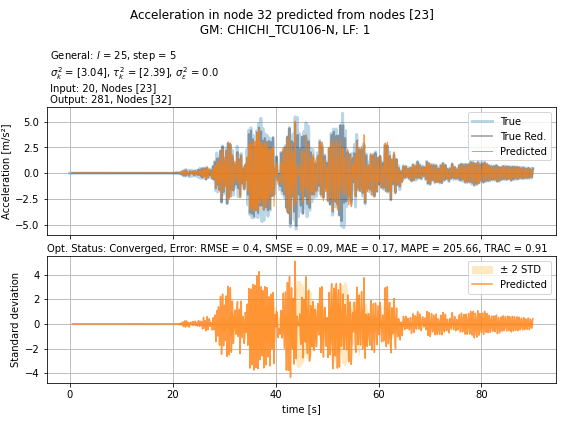 Acceleration in node 32 predicted from nodes [23]
GM: CHICHI_TCU106-N, LF: 1
General: l = 25, step = 5
σ²ₖ = [3.04], τ²ₖ = [2.39], σ²ε = 0.0
Input: 20, Nodes [23]
Output: 281, Nodes [32]
Acceleration [m/s²]
5.0
2.5
0.0
−2.5
−5.0
True
True Red.
Predicted
Opt. Status: Converged, Error: RMSE = 0.4, SMSE = 0.09, MAE = 0.17, MAPE = 205.66, TRAC = 0.91
Standard deviation
4
2
0
−2
−4
± 2 STD
Predicted
0 20 40 60 80
time [s]